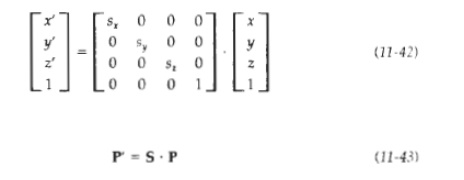 [x'] [s_x 0 0 0] [x]
[y'] = [0 s_y 0 0] · [y] (11-42)
[z'] [0 0 s_z 0] [z]
[1] [0 0 0 1] [1]
P' = S · P (11-43)